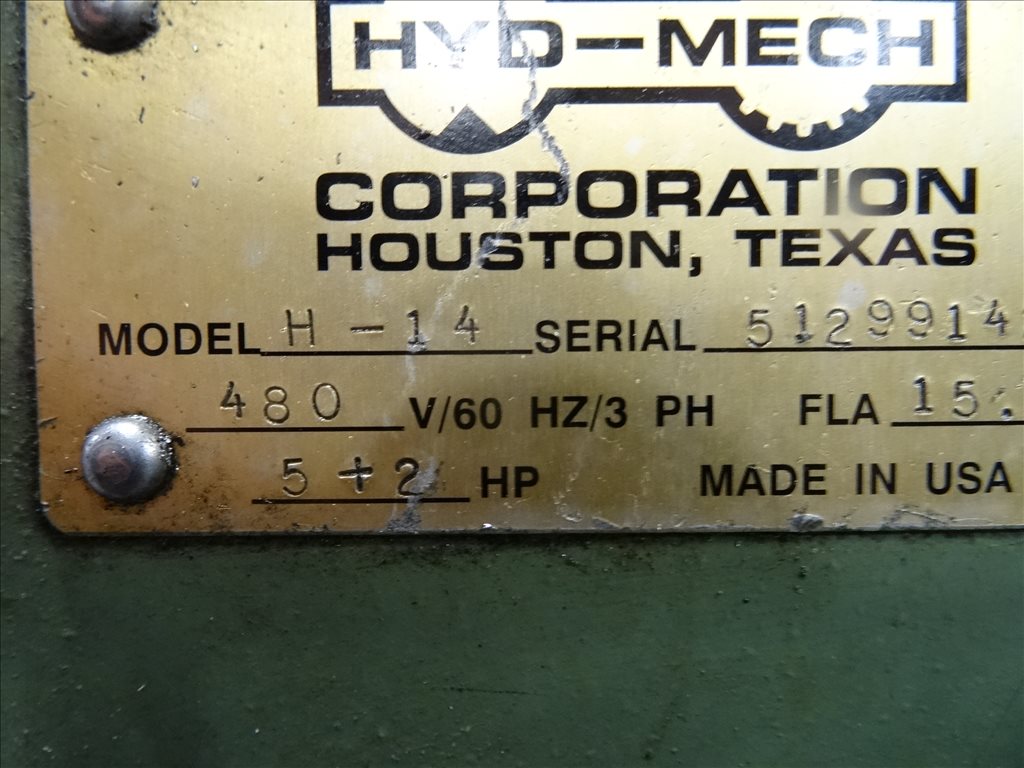 HYD-MECH
CORPORATION
HOUSTON, TEXAS
MODEL H-14 SERIAL 5129914
480 V/60 HZ/3 PH FLA 15.
5+2 HP MADE IN USA